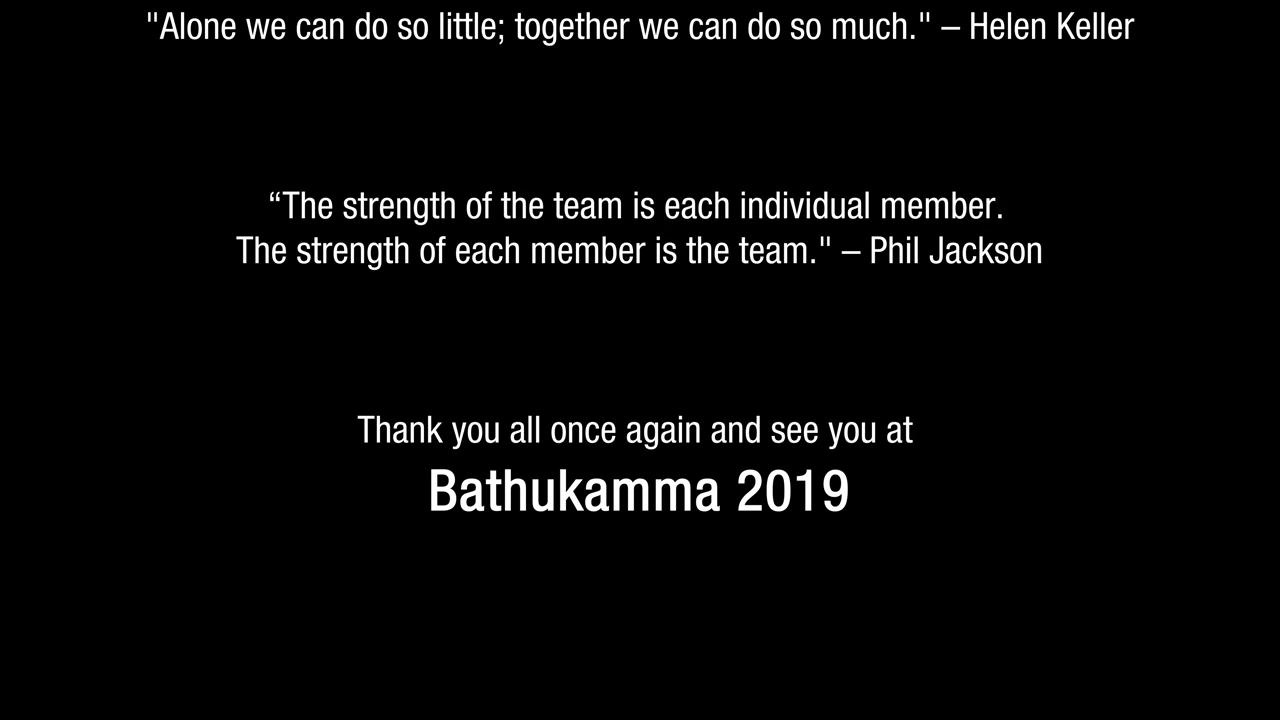 "Alone we can do so little; together we can do so much." – Helen Keller
“The strength of the team is each individual member.
The strength of each member is the team." – Phil Jackson
Thank you all once again and see you at
Bathukamma 2019